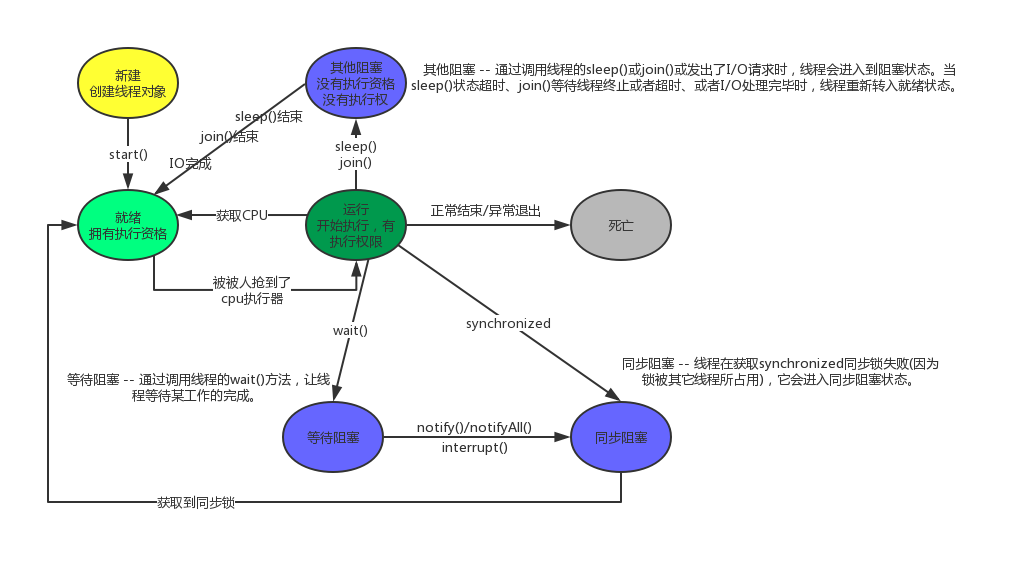 新建
创建线程对象
其他阻塞
没有执行资格
没有执行权
其他阻塞 -- 通过调用线程的sleep()或join()或发出了I/O请求时，线程会进入到阻塞状态。当
sleep()状态超时、join()等待线程终止或者超时、或者I/O处理完毕时，线程重新转入就绪状态。
sleep()结束
join()结束
IO完成
start()
sleep()
join()
就绪
拥有执行资格
获取CPU
运行
开始执行，有
执行权限
正常结束/异常退出
死亡
被被人抢到了
cpu执行器
wait()
synchronized
等待阻塞 -- 通过调用线程的wait()方法，让线
程等待某工作的完成。
同步阻塞 -- 线程在获取synchronized同步锁失败(因为
锁被其它线程所占用)，它会进入同步阻塞状态。
等待阻塞
notify()/notifyAll()
interrupt()
同步阻塞
获取到同步锁